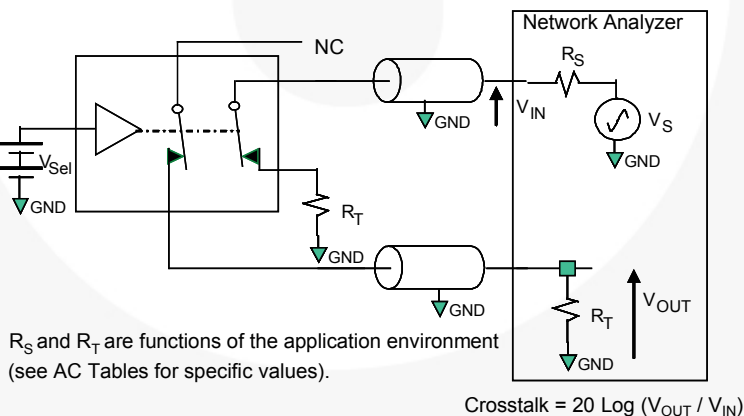 Network Analyzer
NC
RS
VIN
VS
GND
GND
VSel
GND
RT
GND
GND
RT
VOUT
GND
RS and RT are functions of the application environment
(see AC Tables for specific values).
Crosstalk = 20 Log (VOUT / VIN)